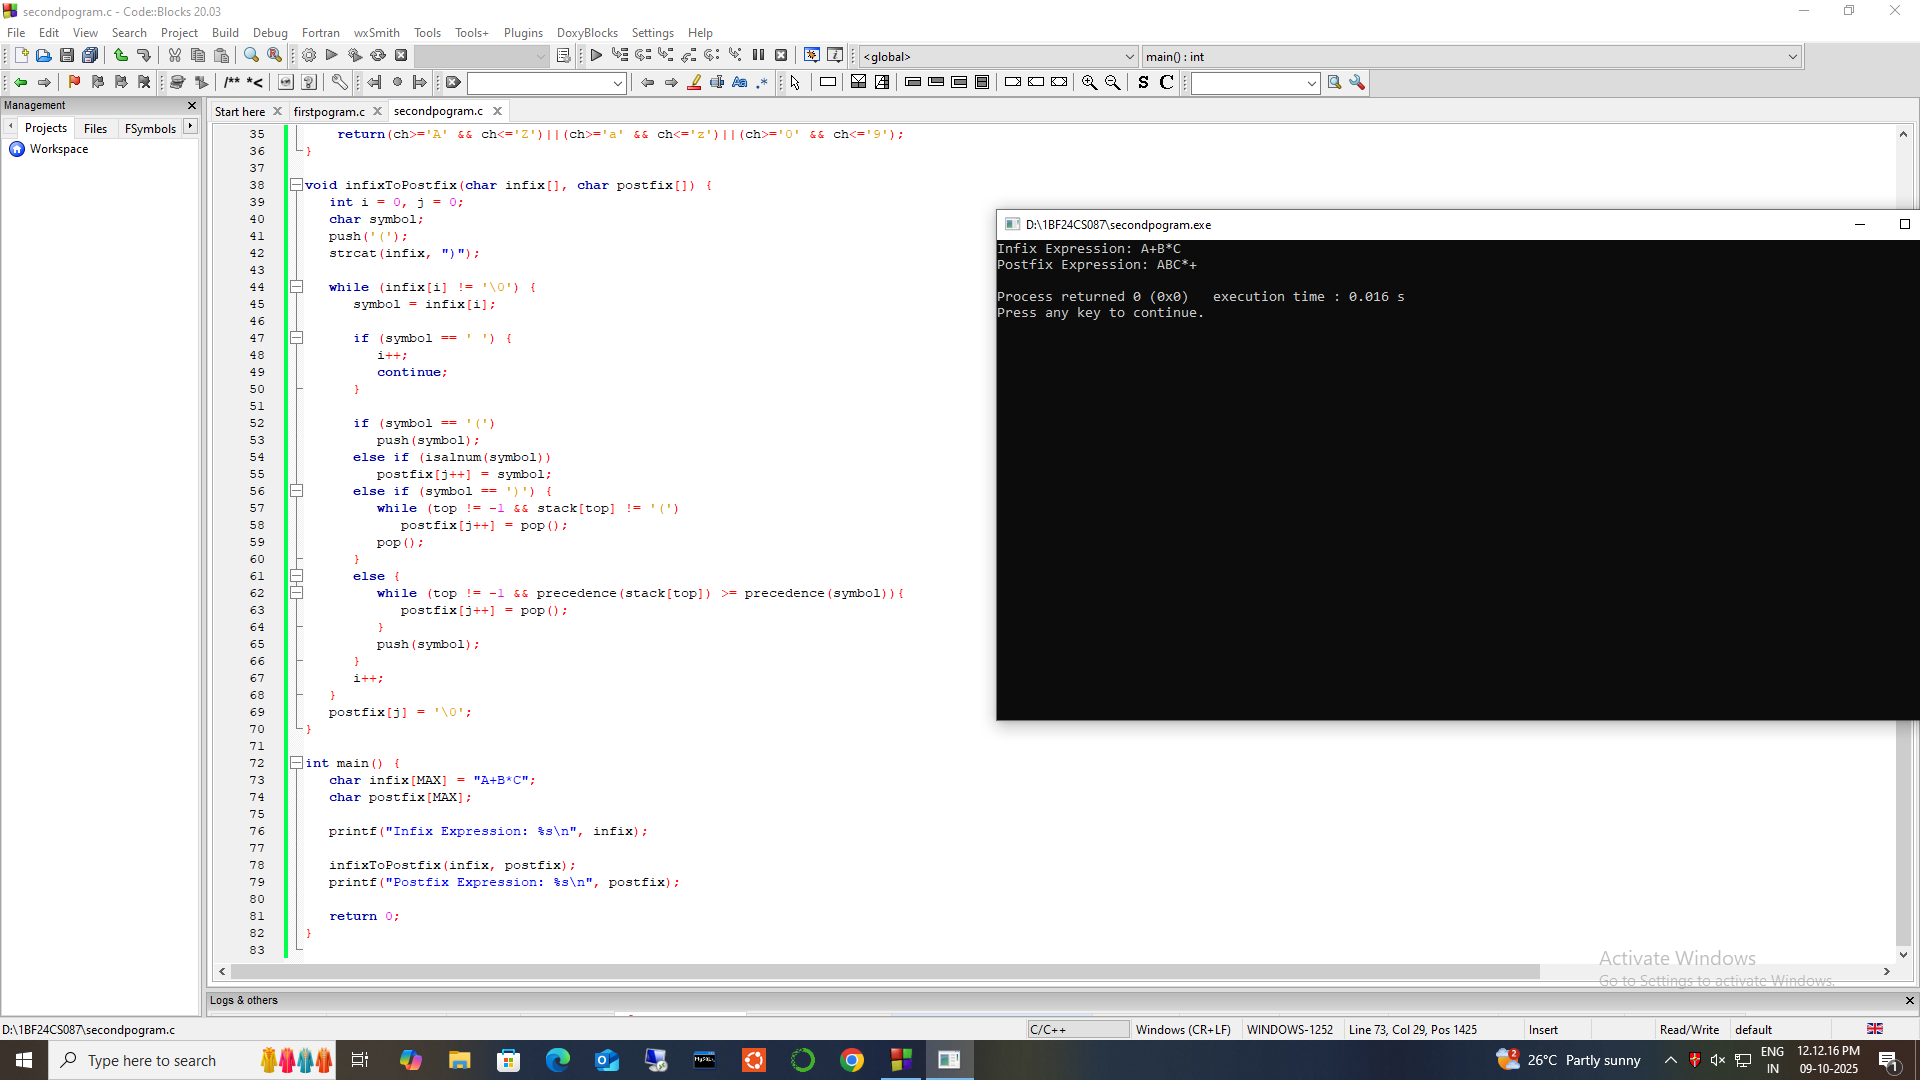 secondpogram.c - Code::Blocks 20.03
File Edit View Search Project Build Debug Fortran wxSmith Tools Tools+ Plugins DoxyBlocks Settings Help
<global>
main() : int
/** *<
S C
Management
Projects Files FSymbols
Workspace
Start here firstpogram.c secondpogram.c
35 return(ch>='A' && ch<='Z')||(ch>='a' && ch<='z')||(ch>='0' && ch<='9');
36 }
37
38 void infixToPostfix(char infix[], char postfix[]) {
39 int i = 0, j = 0;
40 char symbol;
41 push('(');
42 strcat(infix, ")");
43
44 while (infix[i] != '\0') {
45 symbol = infix[i];
46
47 if (symbol == ' ') {
48 i++;
49 continue;
50 }
51
52 if (symbol == '(')
53 push(symbol);
54 else if (isalnum(symbol))
55 postfix[j++] = symbol;
56 else if (symbol == ')') {
57 while (top != -1 && stack[top] != '(')
58 postfix[j++] = pop();
59 pop();
60 }
61 else {
62 while (top != -1 && precedence(stack[top]) >= precedence(symbol)){
63 postfix[j++] = pop();
64 }
65 push(symbol);
66 }
67 i++;
68 }
69 postfix[j] = '\0';
70 }
71
72 int main() {
73 char infix[MAX] = "A+B*C";
74 char postfix[MAX];
75
76 printf("Infix Expression: %s\n", infix);
77
78 infixToPostfix(infix, postfix);
79 printf("Postfix Expression: %s\n", postfix);
80
81 return 0;
82 }
83
D:\1BF24CS087\secondpogram.exe
Infix Expression: A+B*C
Postfix Expression: ABC*+
Process returned 0 (0x0) execution time : 0.016 s
Press any key to continue.
Activate Windows
Go to Settings to activate Windows.
Logs & others
D:\1BF24CS087\secondpogram.c
C/C++
Windows (CR+LF)
WINDOWS-1252
Line 73, Col 29, Pos 1425
Insert
Read/Write
default
Type here to search
MySQL
2
26°C Partly sunny
ENG
IN
12.12.16 PM
09-10-2025
1